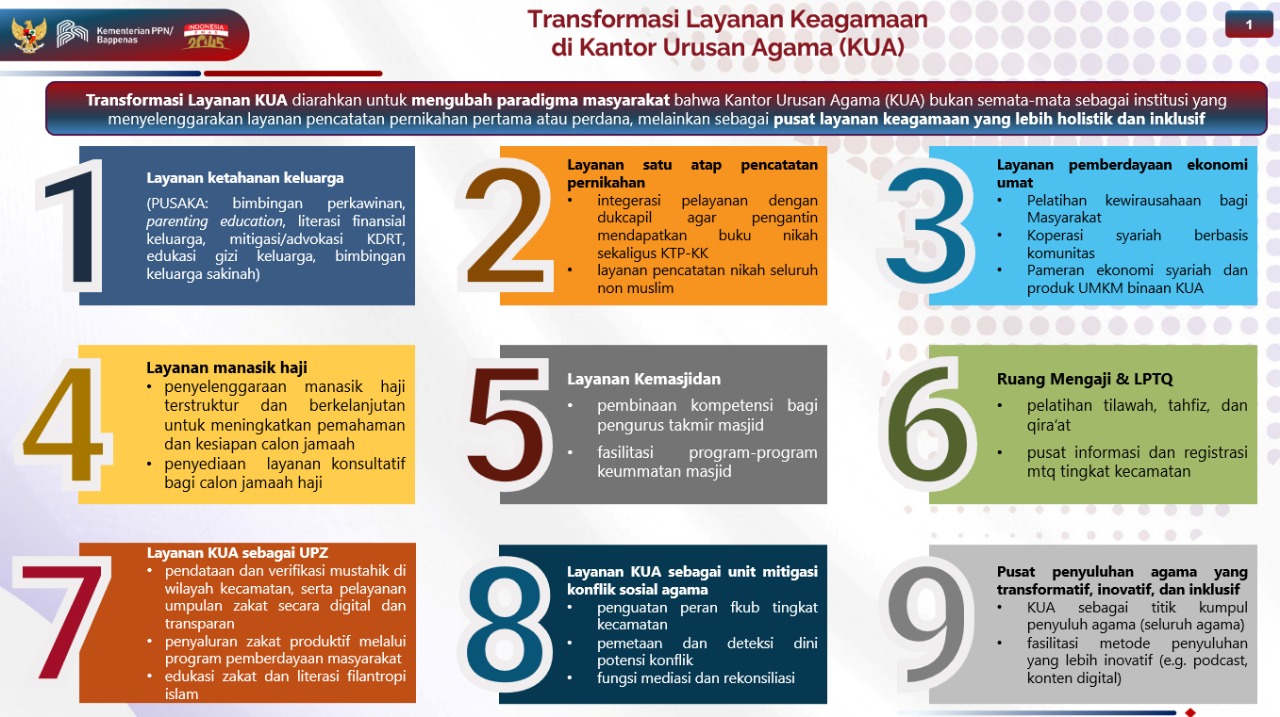 Kementerian PPN/
Bappenas
INDONESIA
EMAS
2045
Transformasi Layanan Keagamaan
di Kantor Urusan Agama (KUA)
1
Transformasi Layanan KUA diarahkan untuk mengubah paradigma masyarakat bahwa Kantor Urusan Agama (KUA) bukan semata-mata sebagai institusi yang
menyelenggarakan layanan pencatatan pernikahan pertama atau perdana, melainkan sebagai pusat layanan keagamaan yang lebih holistik dan inklusif
1
Layanan ketahanan keluarga
(PUSAKA: bimbingan perkawinan,
parenting education, literasi finansial
keluarga, mitigasi/advokasi KDRT,
edukasi gizi keluarga, bimbingan
keluarga sakinah)
2
Layanan satu atap pencatatan
pernikahan
• integerasi pelayanan dengan
dukcapil agar pengantin
mendapatkan buku nikah
sekaligus KTP-KK
• layanan pencatatan nikah seluruh
non muslim
3
Layanan pemberdayaan ekonomi
umat
• Pelatihan kewirausahaan bagi
Masyarakat
• Koperasi syariah berbasis
komunitas
• Pameran ekonomi syariah dan
produk UMKM binaan KUA
4
Layanan manasik haji
• penyelenggaraan manasik haji
terstruktur dan berkelanjutan
untuk meningkatkan pemahaman
dan kesiapan calon jamaah
• penyediaan layanan konsultatif
bagi calon jamaah haji
5
Layanan Kemasjidan
• pembinaan kompetensi bagi
pengurus takmir masjid
• fasilitasi program-program
keummatan masjid
6
Ruang Mengaji & LPTQ
• pelatihan tilawah, tahfiz, dan
qira'at
• pusat informasi dan registrasi
mtq tingkat kecamatan
7
Layanan KUA sebagai UPZ
• pendataan dan verifikasi mustahik di
wilayah kecamatan, serta pelayanan
umpulan zakat secara digital dan
transparan
• penyaluran zakat produktif melalui
program pemberdayaan masyarakat
• edukasi zakat dan literasi filantropi
islam
8
Layanan KUA sebagai unit mitigasi
konflik sosial agama
• penguatan peran fkub tingkat
kecamatan
• pemetaan dan deteksi dini
potensi konflik
• fungsi mediasi dan rekonsiliasi
9
Pusat penyuluhan agama yang
transformatif, inovatif, dan inklusif
• KUA sebagai titik kumpul
penyuluh agama (seluruh agama)
• fasilitasi metode penyuluhan
yang lebih inovatif (e.g. podcast,
konten digital)